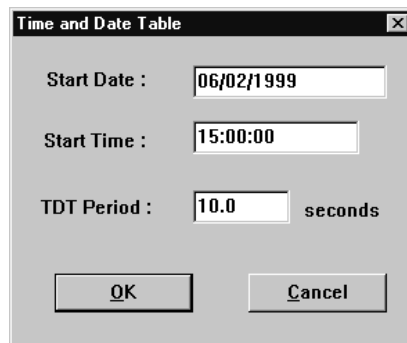 Time and Date Table
Start Date : 06/02/1999
Start Time : 15:00:00
TDT Period : 10.0 seconds
OK Cancel